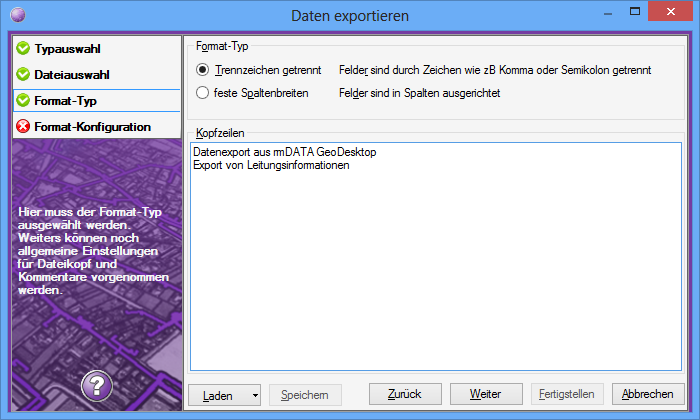 Daten exportieren
Typauswahl
Dateiauswahl
Format-Typ
Format-Konfiguration
Hier muss der Format-Typ
ausgewählt werden.
Weiters können noch
allgemeine Einstellungen
für Dateikopf und
Kommentare vorgenommen
werden.
?
Format-Typ
Trennzeichen getrennt Felder sind durch Zeichen wie zB Komma oder Semikolon getrennt
feste Spaltenbreiten Felder sind in Spalten ausgerichtet
Kopfzeilen
Datenexport aus rmDATA GeoDesktop
Export von Leitungsinformationen
Laden Speichern Zurück Weiter Fertigstellen Abbrechen